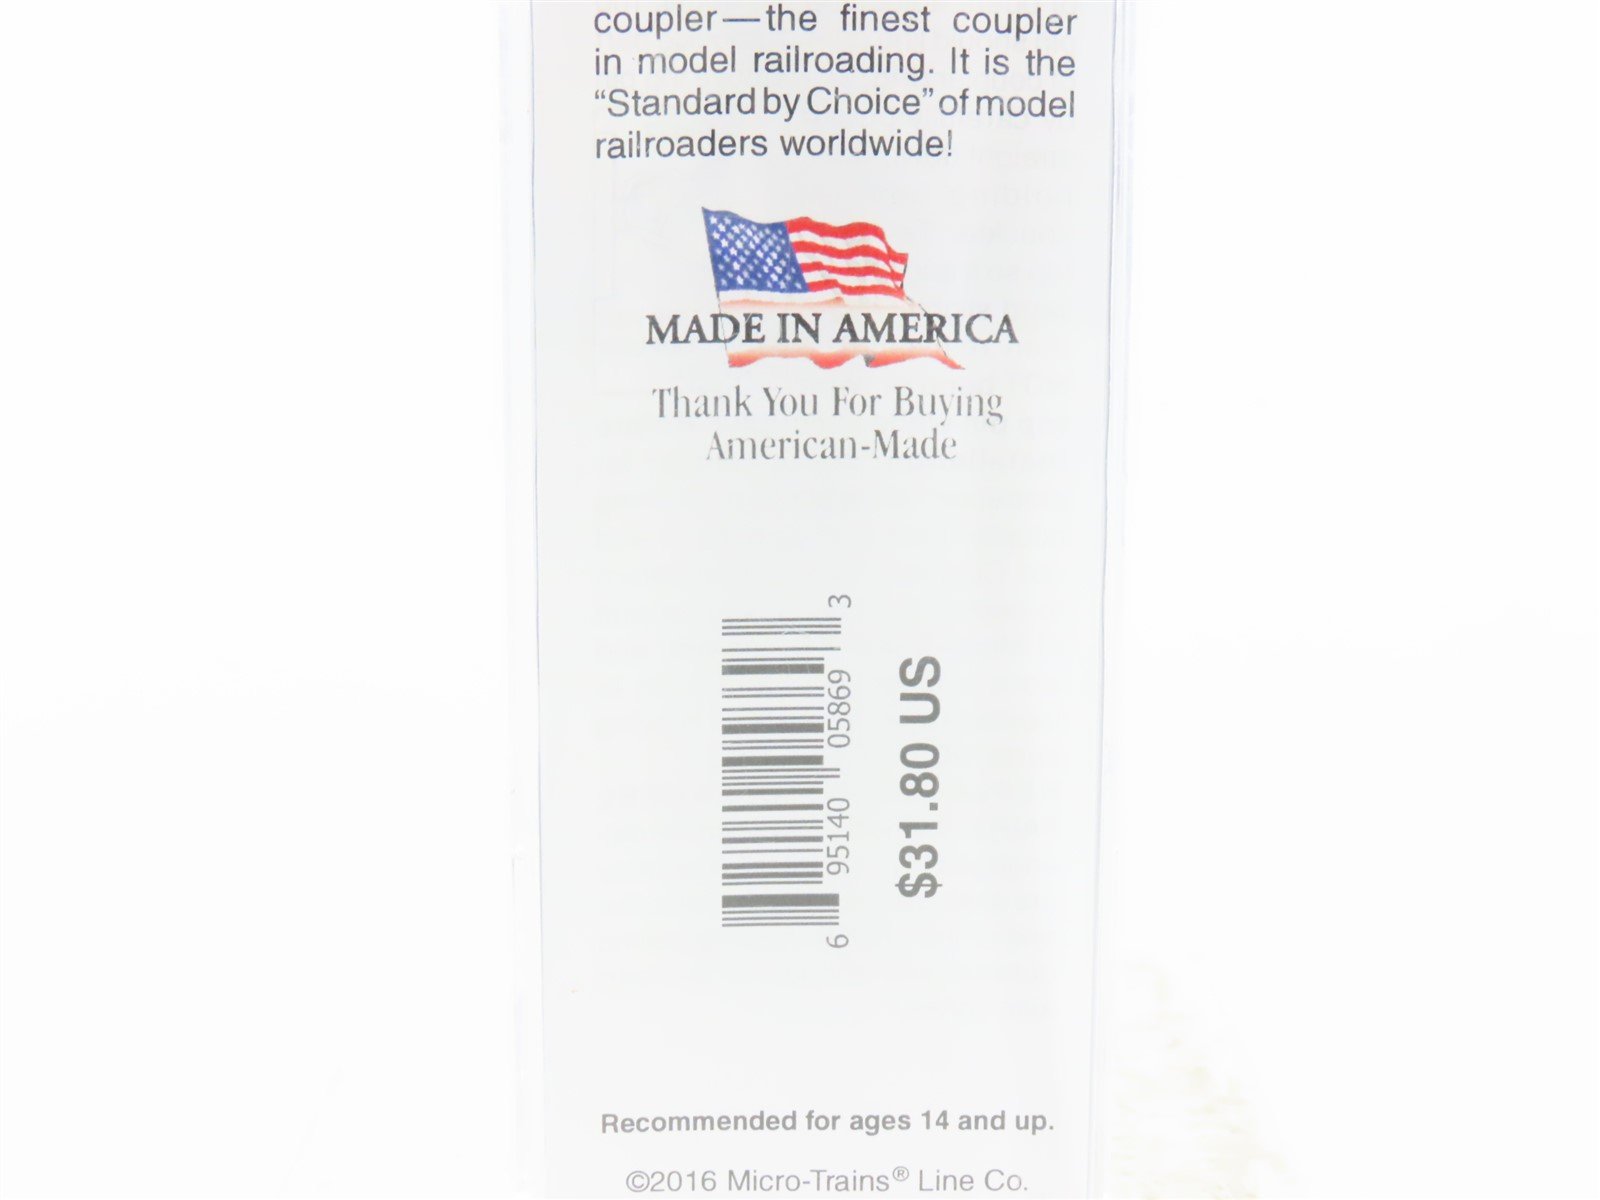 coupler—the finest coupler
in model railroading. It is the
“Standard by Choice” of model
railroaders worldwide!
MADE IN AMERICA
Thank You For Buying
American-Made
6 95140 05869 3
$31.80 US
Recommended for ages 14 and up.
©2016 Micro-Trains® Line Co.